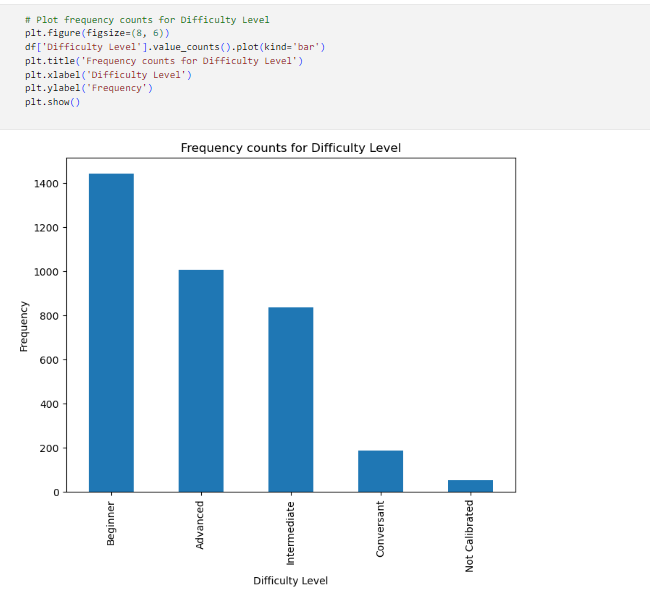 # Plot frequency counts for Difficulty Level
plt.figure(figsize=(8, 6))
df['Difficulty Level'].value_counts().plot(kind='bar')
plt.title('Frequency counts for Difficulty Level')
plt.xlabel('Difficulty Level')
plt.ylabel('Frequency')
plt.show()
Frequency counts for Difficulty Level
1400
1200
1000
800
600
400
200
0
Frequency
Beginner
Advanced
Intermediate
Conversant
Not Calibrated
Difficulty Level